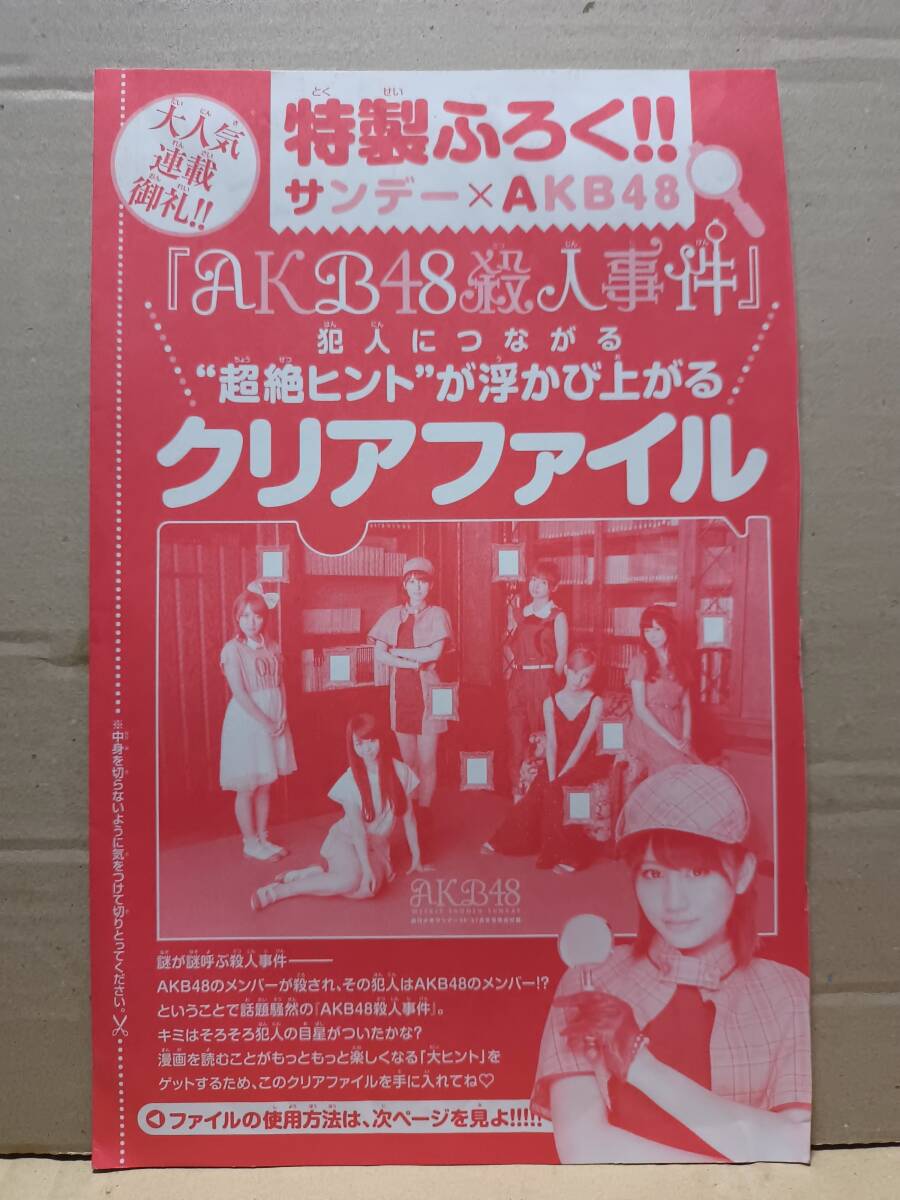 大人気
連載
御礼!!
特製ふろく!!
サンデー×AKB48
『AKB48殺人事件』
犯人につながる
“超絶ヒント”が浮かび上がる
クリアファイル
AKB48
WEEKLY SHONEN SUNDAY
謎が謎呼ぶ殺人事件――
AKB48のメンバーが殺され、その犯人はAKB48のメンバー!?
ということで話題騒然の『AKB48殺人事件』。
キミはそろそろ犯人の目星がついたかな?
漫画を読むことがもっともっと楽しくなる「大ヒント」を
ゲットするため、このクリアファイルを手に入れてね♡
ファイルの使用方法は、次ページを見よ!!!!!
※中身を切らないように気をつけて切りとってください。